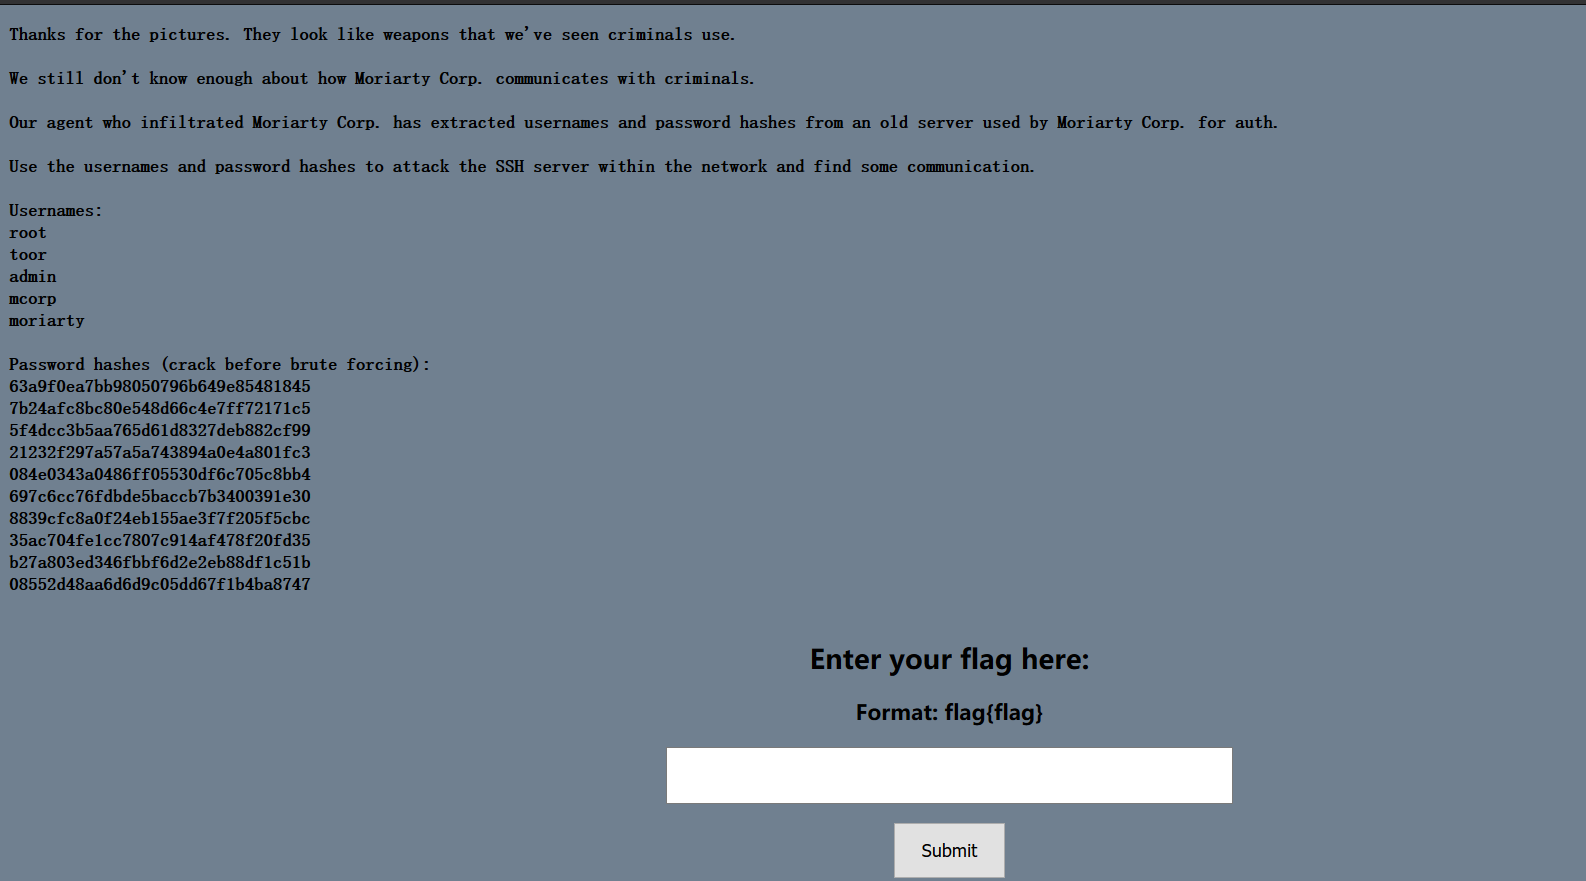 Thanks for the pictures. They look like weapons that we've seen criminals use.
We still don't know enough about how Moriarty Corp. communicates with criminals.
Our agent who infiltrated Moriarty Corp. has extracted usernames and password hashes from an old server used by Moriarty Corp. for auth.
Use the usernames and password hashes to attack the SSH server within the network and find some communication.
Usernames:
root
toor
admin
mcorp
moriarty
Password hashes (crack before brute forcing):
63a9f0ea7bb98050796b649e85481845
7b24afc8bc80e548d66c4e7ff72171c5
5f4dcc3b5aa765d61d8327deb882cf99
21232f297a57a5a743894a0e4a801fc3
084e0343a0486ff05530df6c705c8bb4
697c6cc76fdbde5baccb7b3400391e30
8839cfc8a0f24eb155ae3f7f205f5cbc
35ac704fe1cc7807c914af478f20fd35
b27a803ed346fbbf6d2e2eb88df1c51b
08552d48aa6d6d9c05dd67f1b4ba8747
Enter your flag here:
Format: flag{flag}
Submit